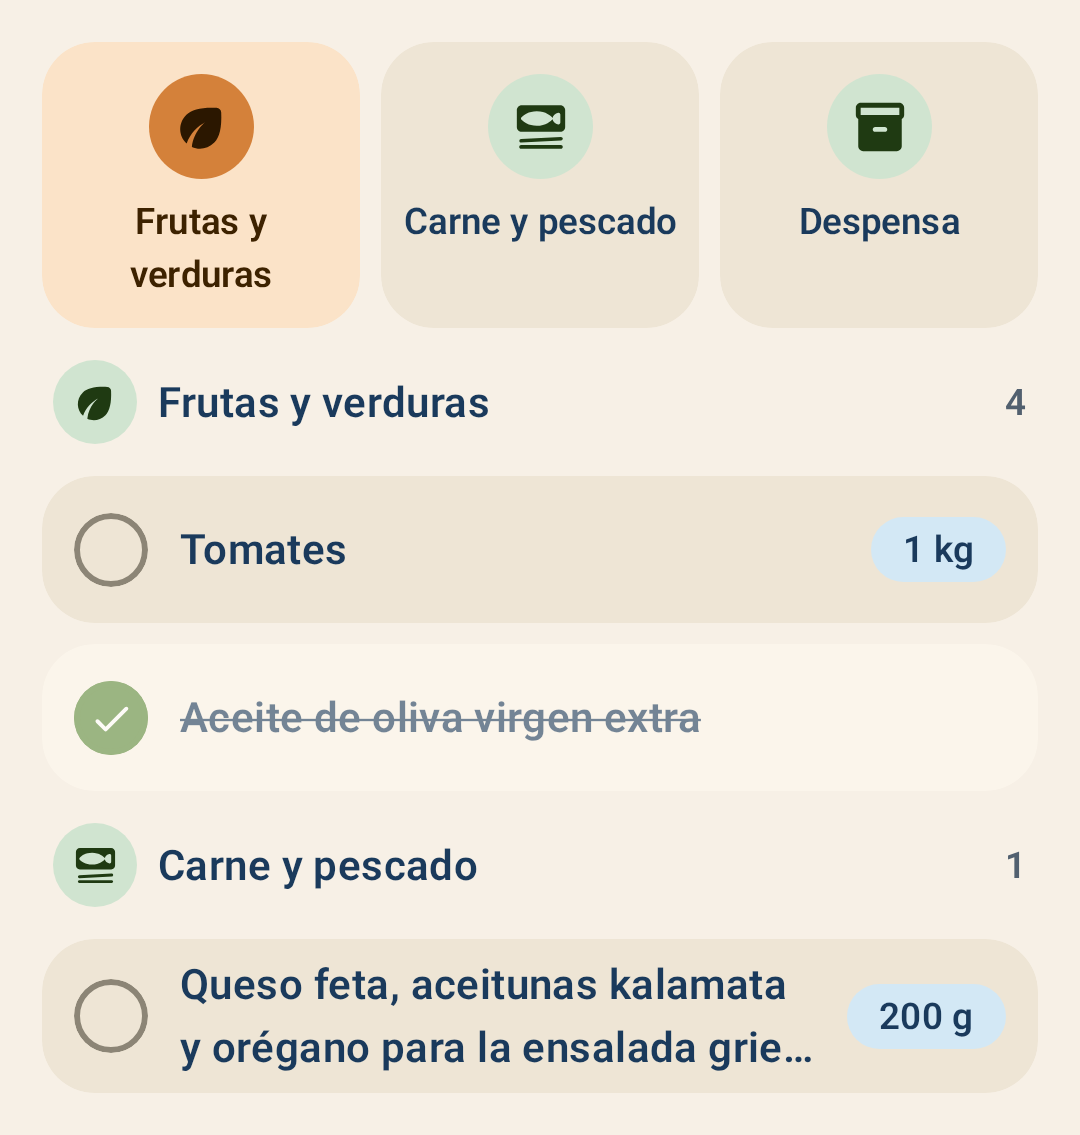 Frutas y
verduras
Carne y pescado
Despensa
Frutas y verduras
4
Tomates
1 kg
Aceite de oliva virgen extra
Carne y pescado
1
Queso feta, aceitunas kalamata
y orégano para la ensalada grie…
200 g